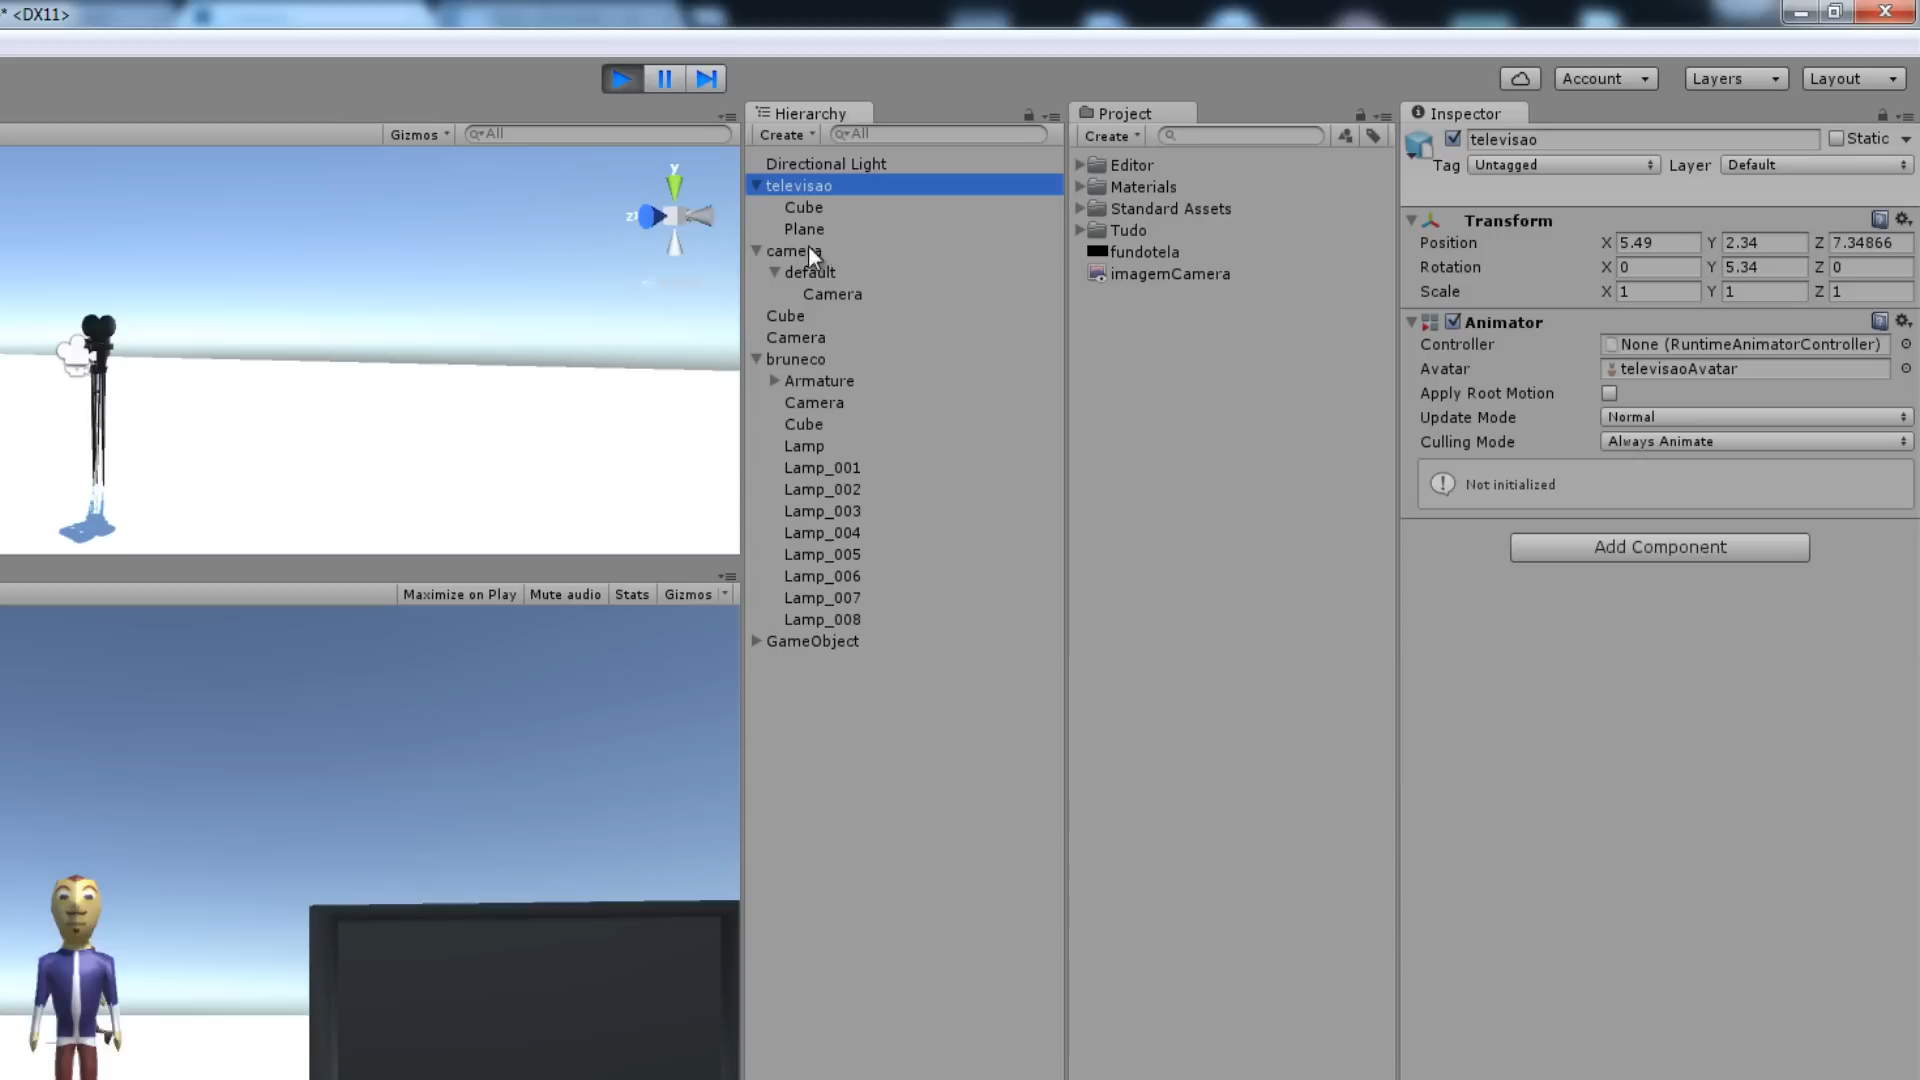 * <DX11>
Account
Layers
Layout
Hierarchy
Project
Inspector
Gizmos
All
Create
All
Create
televisao
Static
Tag
Untagged
Layer
Default
y
z
Directional Light
televisao
Cube
Plane
camera
default
Camera
Cube
Camera
bruneco
Armature
Camera
Cube
Lamp
Lamp_001
Lamp_002
Lamp_003
Lamp_004
Lamp_005
Lamp_006
Lamp_007
Lamp_008
GameObject
Editor
Materials
Standard Assets
Tudo
fundotela
imagemCamera
Transform
Position X 5.49 Y 2.34 Z 7.34866
Rotation X 0 Y 5.34 Z 0
Scale X 1 Y 1 Z 1
Animator
Controller None (RuntimeAnimatorController)
Avatar televisaoAvatar
Apply Root Motion
Update Mode Normal
Culling Mode Always Animate
Not initialized
Add Component
Maximize on Play Mute audio Stats Gizmos